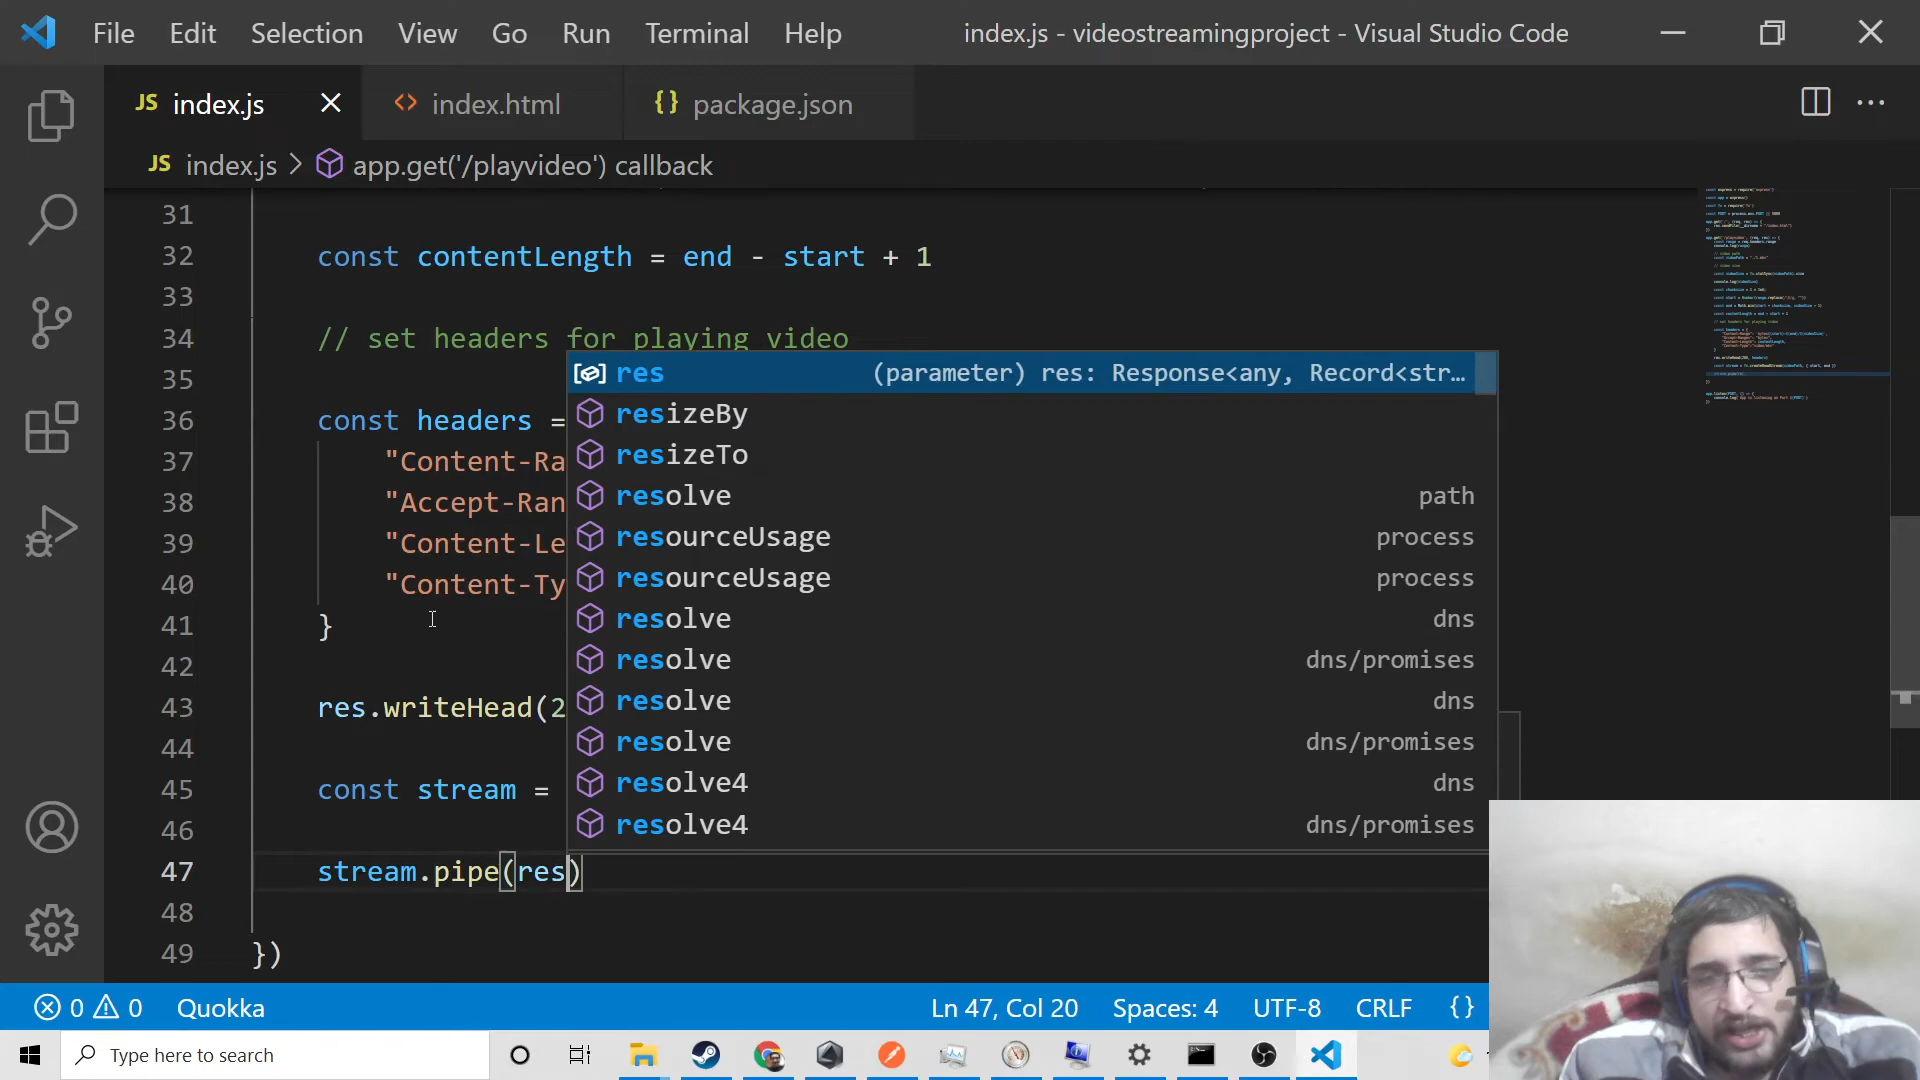 File Edit Selection View Go Run Terminal Help index.js - videostreamingproject - Visual Studio Code
JS index.js <> index.html {} package.json
JS index.js > app.get('/playvideo') callback
31
32 const contentLength = end - start + 1
33
34 // set headers for playing video
35
36 const headers =
37 "Content-Ra
38 "Accept-Ran
39 "Content-Le
40 "Content-Ty
41 }
42
43 res.writeHead(2
44
45 const stream =
46
47 stream.pipe(res)
48
49 })
res (parameter) res: Response<any, Record<str…
resizeBy
resizeTo
resolve path
resourceUsage process
resourceUsage process
resolve dns
resolve dns/promises
resolve dns
resolve dns/promises
resolve4 dns
resolve4 dns/promises
0 0 Quokka Ln 47, Col 20 Spaces: 4 UTF-8 CRLF {}
Type here to search